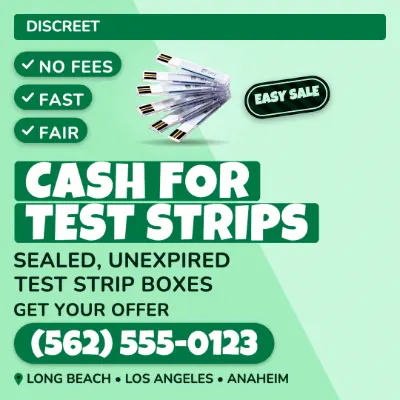 DISCREET
NO FEES
FAST
FAIR
EASY SALE
CASH FOR
TEST STRIPS
SEALED, UNEXPIRED
TEST STRIP BOXES
GET YOUR OFFER
(562) 555-0123
LONG BEACH • LOS ANGELES • ANAHEIM